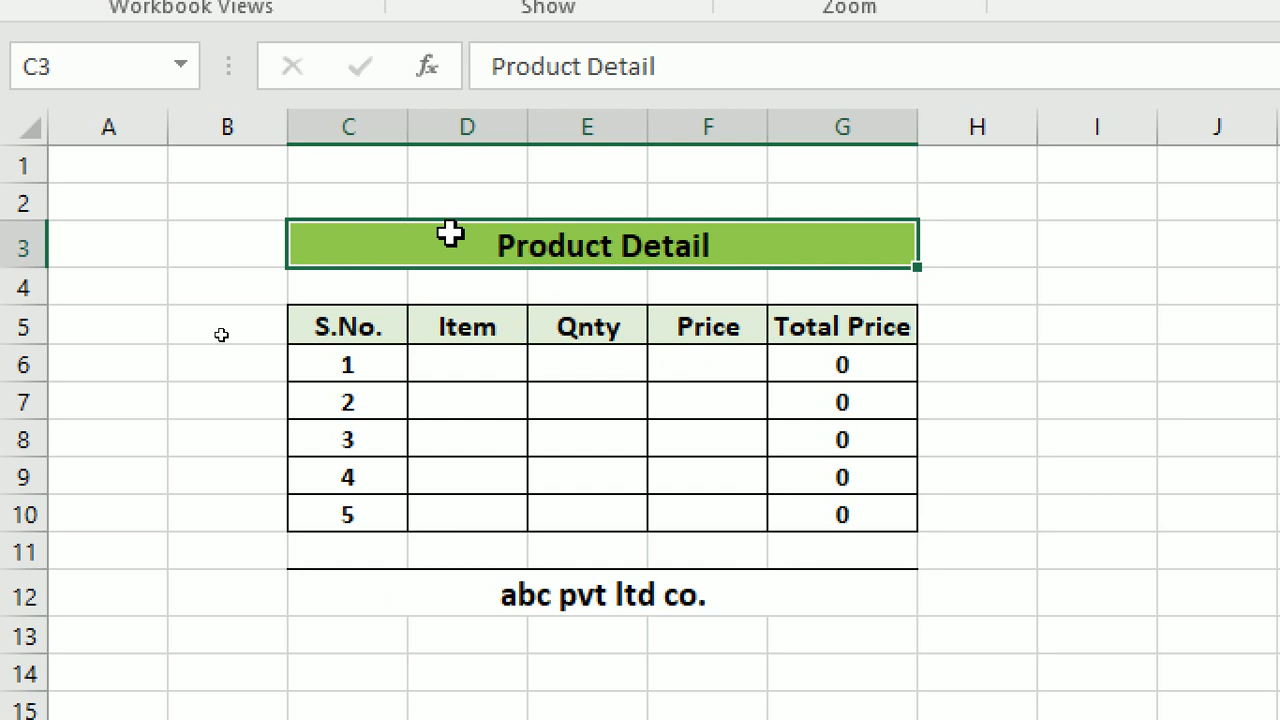 Workbook Views Show Zoom
C3 fx Product Detail
A B C D E F G H I J
1
2
3 Product Detail
4
5 S.No. Item Qnty Price Total Price
6 1 0
7 2 0
8 3 0
9 4 0
10 5 0
11
12 abc pvt ltd co.
13
14
15